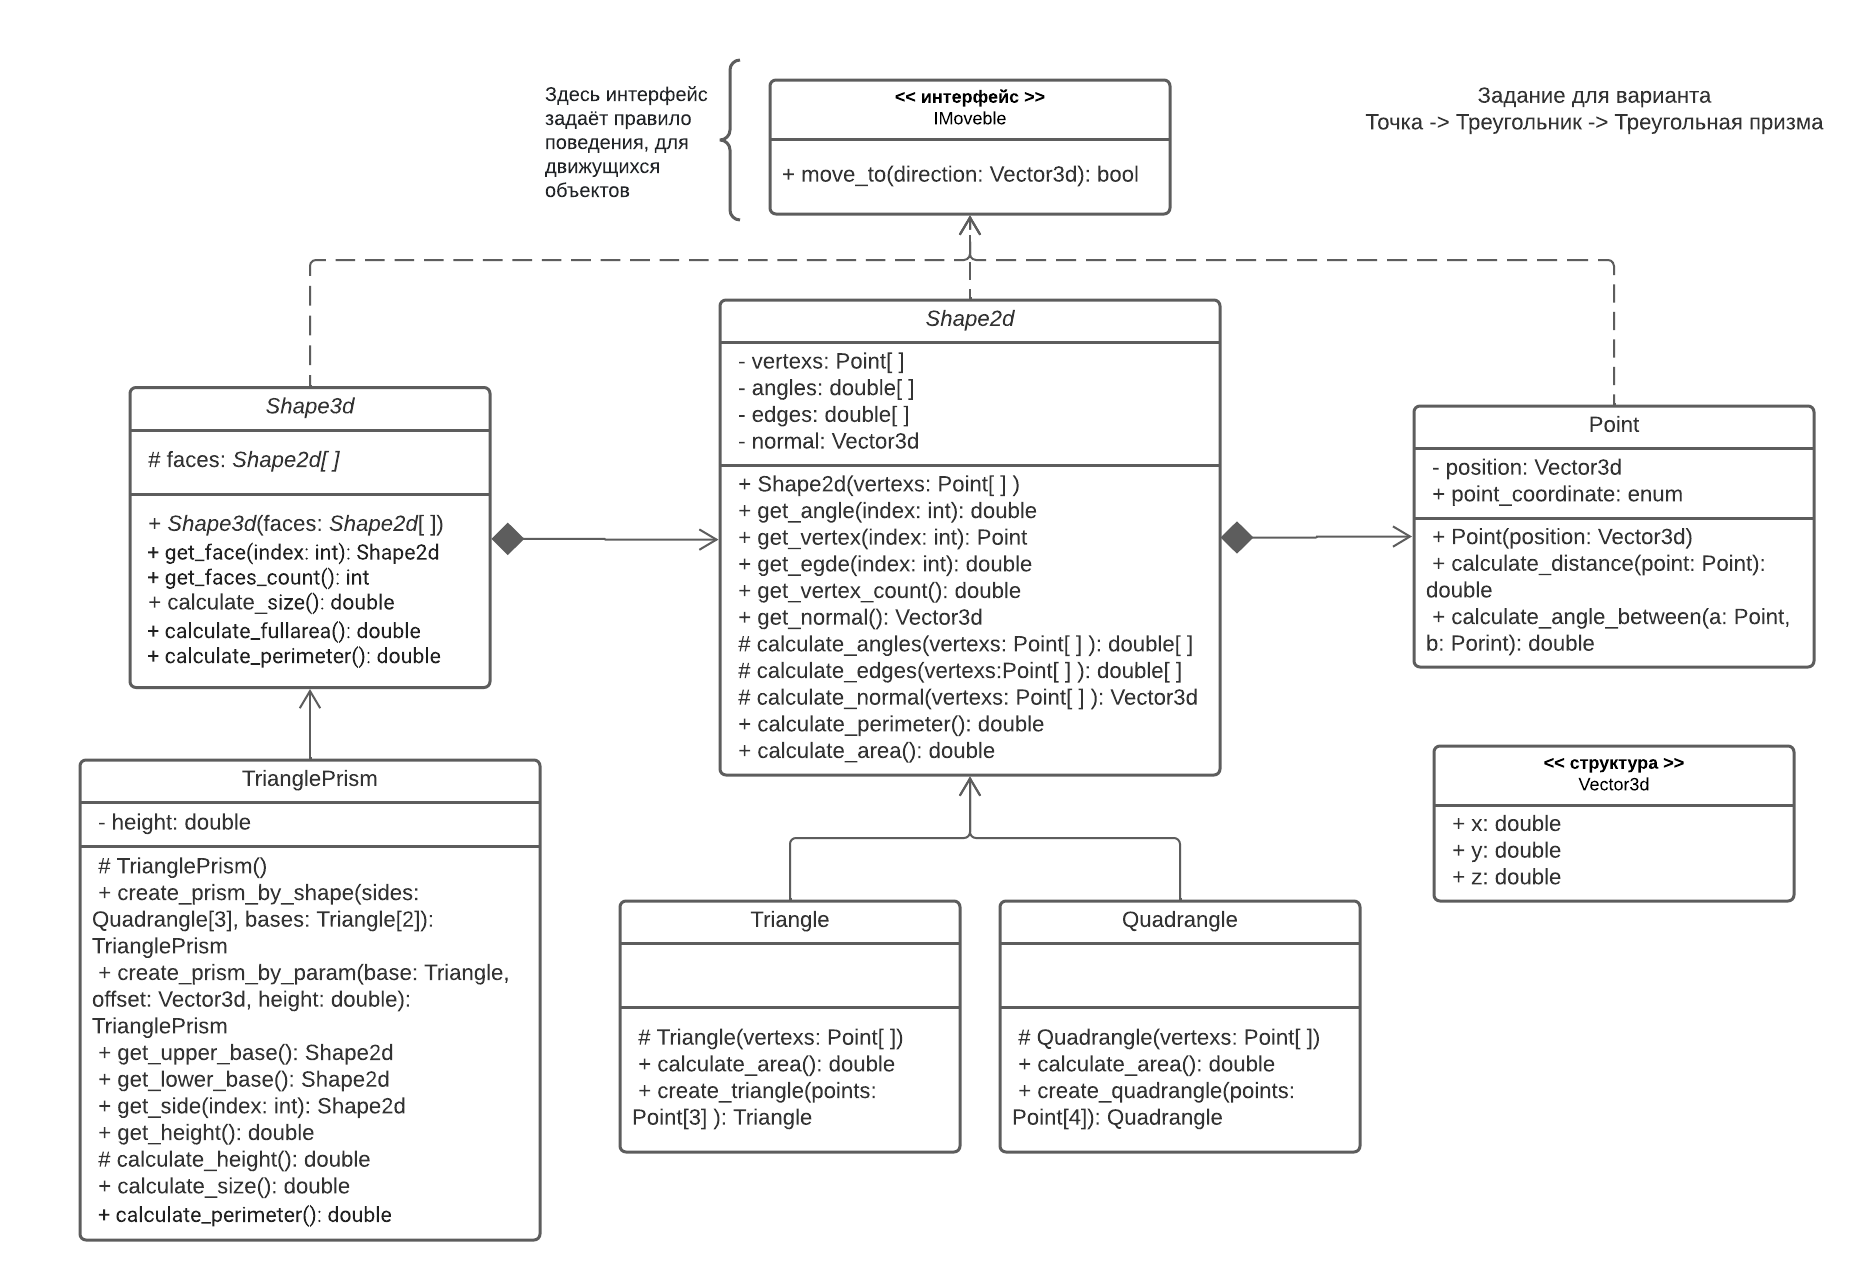 Здесь интерфейс
задаёт правило
поведения, для
движущихся
объектов
<< интерфейс >>
IMoveble
+ move_to(direction: Vector3d): bool
Задание для варианта
Точка -> Треугольник -> Треугольная призма
Shape3d
# faces: Shape2d[ ]
+ Shape3d(faces: Shape2d[ ])
+ get_face(index: int): Shape2d
+ get_faces_count(): int
+ calculate_size(): double
+ calculate_fullarea(): double
+ calculate_perimeter(): double
Shape2d
- vertexs: Point[ ]
- angles: double[ ]
- edges: double[ ]
- normal: Vector3d
+ Shape2d(vertexs: Point[ ] )
+ get_angle(index: int): double
+ get_vertex(index: int): Point
+ get_egde(index: int): double
+ get_vertex_count(): double
+ get_normal(): Vector3d
# calculate_angles(vertexs: Point[ ] ): double[ ]
# calculate_edges(vertexs:Point[ ] ): double[ ]
# calculate_normal(vertexs: Point[ ] ): Vector3d
+ calculate_perimeter(): double
+ calculate_area(): double
Point
- position: Vector3d
+ point_coordinate: enum
+ Point(position: Vector3d)
+ calculate_distance(point: Point):
double
+ calculate_angle_between(a: Point,
b: Porint): double
<< структура >>
Vector3d
+ x: double
+ y: double
+ z: double
TrianglePrism
- height: double
# TrianglePrism()
+ create_prism_by_shape(sides:
Quadrangle[3], bases: Triangle[2]):
TrianglePrism
+ create_prism_by_param(base: Triangle,
offset: Vector3d, height: double):
TrianglePrism
+ get_upper_base(): Shape2d
+ get_lower_base(): Shape2d
+ get_side(index: int): Shape2d
+ get_height(): double
# calculate_height(): double
+ calculate_size(): double
+ calculate_perimeter(): double
Triangle
# Triangle(vertexs: Point[ ])
+ calculate_area(): double
+ create_triangle(points:
Point[3] ): Triangle
Quadrangle
# Quadrangle(vertexs: Point[ ])
+ calculate_area(): double
+ create_quadrangle(points:
Point[4]): Quadrangle